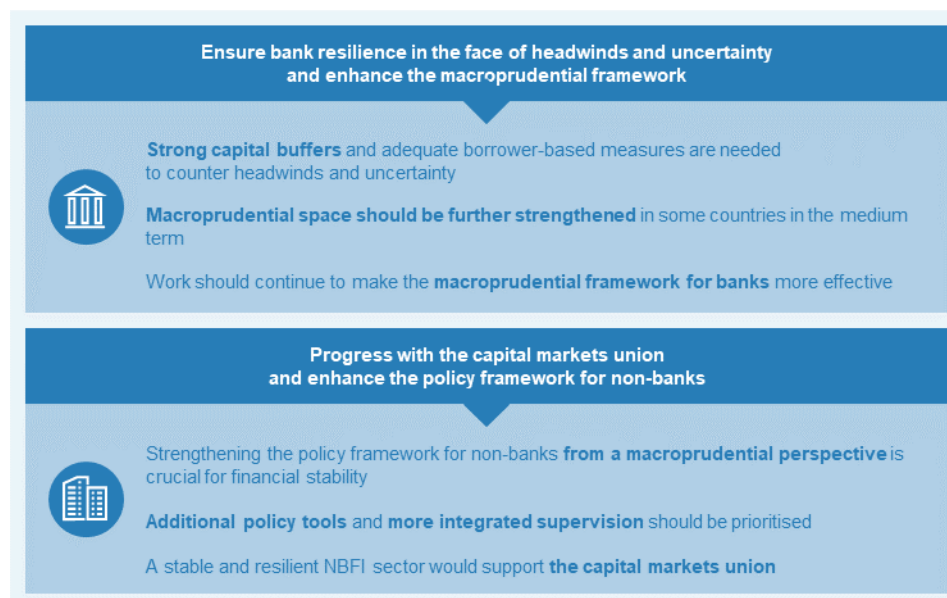 Ensure bank resilience in the face of headwinds and uncertainty
and enhance the macroprudential framework
Strong capital buffers and adequate borrower-based measures are needed
to counter headwinds and uncertainty
Macroprudential space should be further strengthened in some countries in the medium
term
Work should continue to make the macroprudential framework for banks more effective
Progress with the capital markets union
and enhance the policy framework for non-banks
Strengthening the policy framework for non-banks from a macroprudential perspective is
crucial for financial stability
Additional policy tools and more integrated supervision should be prioritised
A stable and resilient NBFI sector would support the capital markets union